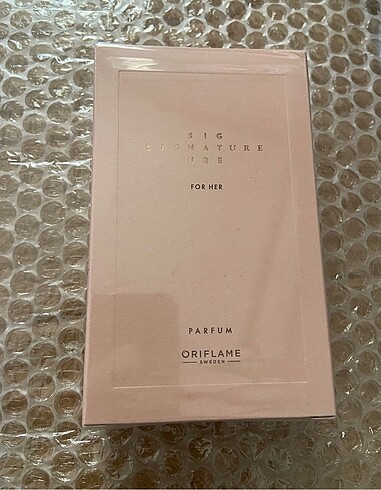 SIG
SIGNATURE
URE
FOR HER
PARFUM
ORIFLAME
SWEDEN